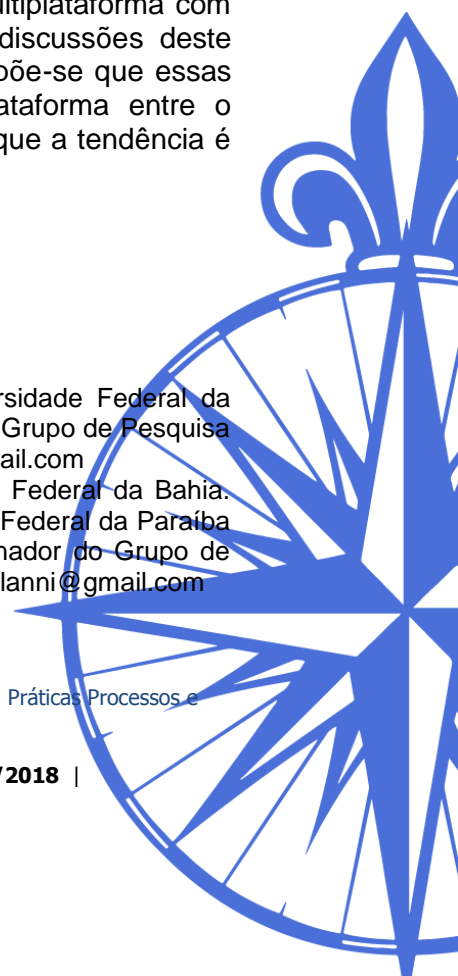 ultiplataforma com
discussões deste
põe-se que essas
ataforma entre o
que a tendência é
rsidade Federal da
Grupo de Pesquisa
ail.com
Federal da Bahia.
Federal da Paraíba
nador do Grupo de
lanni@gmail.com
Práticas Processos e
/2018 |